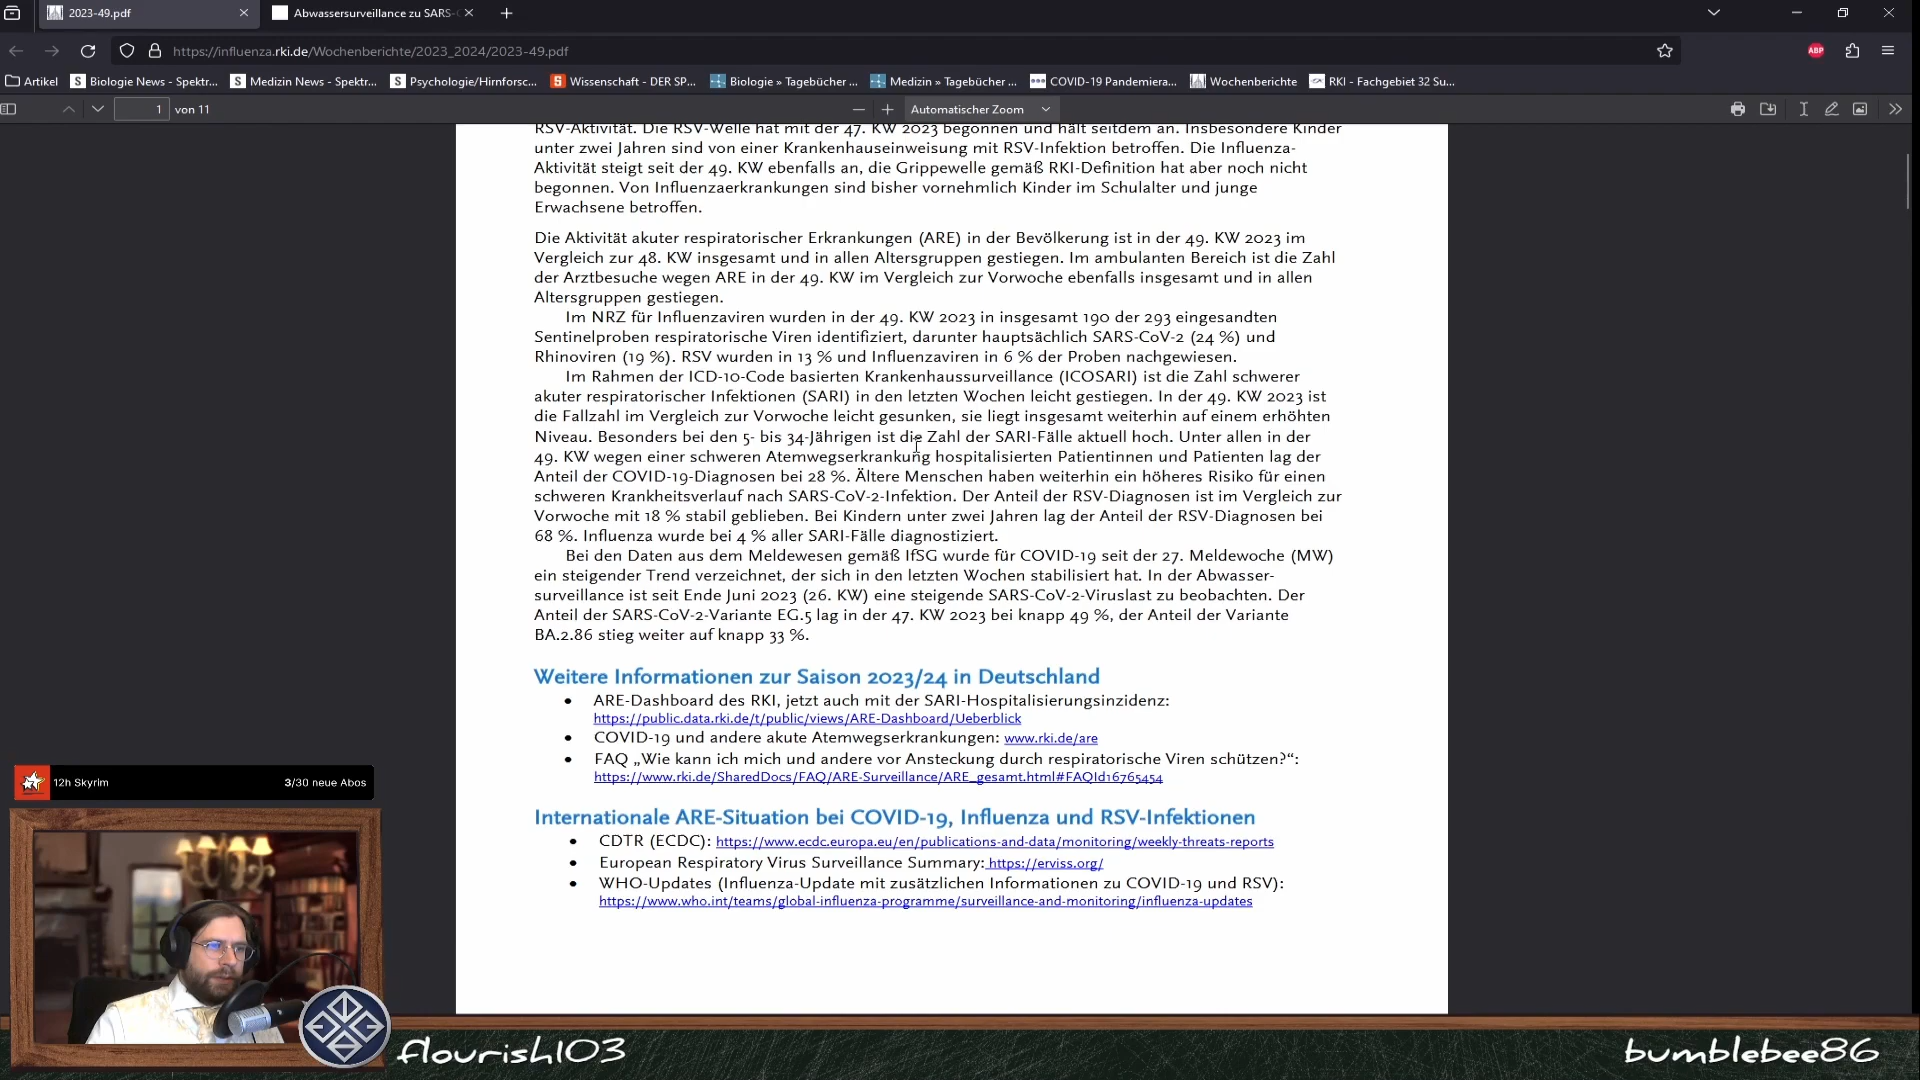 2023-49.pdf
Abwassersurveillance zu SARS-C
https://influenza.rki.de/Wochenberichte/2023_2024/2023-49.pdf
ABP
Artikel
Biologie News - Spektr...
Medizin News - Spektr...
Psychologie/Hirnforsc...
Wissenschaft - DER SP...
Biologie » Tagebücher ...
Medizin » Tagebücher ...
COVID-19 Pandemiera...
Wochenberichte
RKI - Fachgebiet 32 Su...
1 von 11
Automatischer Zoom
RSV-Aktivität. Die RSV-Welle hat mit der 47. KW 2023 begonnen und hält seitdem an. Insbesondere Kinder
unter zwei Jahren sind von einer Krankenhauseinweisung mit RSV-Infektion betroffen. Die Influenza-
Aktivität steigt seit der 49. KW ebenfalls an, die Grippewelle gemäß RKI-Definition hat aber noch nicht
begonnen. Von Influenzaerkrankungen sind bisher vornehmlich Kinder im Schulalter und junge
Erwachsene betroffen.
Die Aktivität akuter respiratorischer Erkrankungen (ARE) in der Bevölkerung ist in der 49. KW 2023 im
Vergleich zur 48. KW insgesamt und in allen Altersgruppen gestiegen. Im ambulanten Bereich ist die Zahl
der Arztbesuche wegen ARE in der 49. KW im Vergleich zur Vorwoche ebenfalls insgesamt und in allen
Altersgruppen gestiegen.
Im NRZ für Influenzaviren wurden in der 49. KW 2023 in insgesamt 190 der 293 eingesandten
Sentinelproben respiratorische Viren identifiziert, darunter hauptsächlich SARS-CoV-2 (24 %) und
Rhinoviren (19 %). RSV wurden in 13 % und Influenzaviren in 6 % der Proben nachgewiesen.
Im Rahmen der ICD-10-Code basierten Krankenhaussurveillance (ICOSARI) ist die Zahl schwerer
akuter respiratorischer Infektionen (SARI) in den letzten Wochen leicht gestiegen. In der 49. KW 2023 ist
die Fallzahl im Vergleich zur Vorwoche leicht gesunken, sie liegt insgesamt weiterhin auf einem erhöhten
Niveau. Besonders bei den 5- bis 34-Jährigen ist die Zahl der SARI-Fälle aktuell hoch. Unter allen in der
49. KW wegen einer schweren Atemwegserkrankung hospitalisierten Patientinnen und Patienten lag der
Anteil der COVID-19-Diagnosen bei 28 %. Ältere Menschen haben weiterhin ein höheres Risiko für einen
schweren Krankheitsverlauf nach SARS-CoV-2-Infektion. Der Anteil der RSV-Diagnosen ist im Vergleich zur
Vorwoche mit 18 % stabil geblieben. Bei Kindern unter zwei Jahren lag der Anteil der RSV-Diagnosen bei
68 %. Influenza wurde bei 4 % aller SARI-Fälle diagnostiziert.
Bei den Daten aus dem Meldewesen gemäß IfSG wurde für COVID-19 seit der 27. Meldewoche (MW)
ein steigender Trend verzeichnet, der sich in den letzten Wochen stabilisiert hat. In der Abwasser-
surveillance ist seit Ende Juni 2023 (26. KW) eine steigende SARS-CoV-2-Viruslast zu beobachten. Der
Anteil der SARS-CoV-2-Variante EG.5 lag in der 47. KW 2023 bei knapp 49 %, der Anteil der Variante
BA.2.86 stieg weiter auf knapp 33 %.
Weitere Informationen zur Saison 2023/24 in Deutschland
• ARE-Dashboard des RKI, jetzt auch mit der SARI-Hospitalisierungsinzidenz:
https://public.data.rki.de/t/public/views/ARE-Dashboard/Ueberblick
• COVID-19 und andere akute Atemwegserkrankungen: www.rki.de/are
• FAQ „Wie kann ich mich und andere vor Ansteckung durch respiratorische Viren schützen?“:
https://www.rki.de/SharedDocs/FAQ/ARE-Surveillance/ARE_gesamt.html#FAQId16765454
Internationale ARE-Situation bei COVID-19, Influenza und RSV-Infektionen
• CDTR (ECDC): https://www.ecdc.europa.eu/en/publications-and-data/monitoring/weekly-threats-reports
• European Respiratory Virus Surveillance Summary: https://erviss.org/
• WHO-Updates (Influenza-Update mit zusätzlichen Informationen zu COVID-19 und RSV):
https://www.who.int/teams/global-influenza-programme/surveillance-and-monitoring/influenza-updates
12h Skyrim 3/30 neue Abos
flourish103
bumblebee86